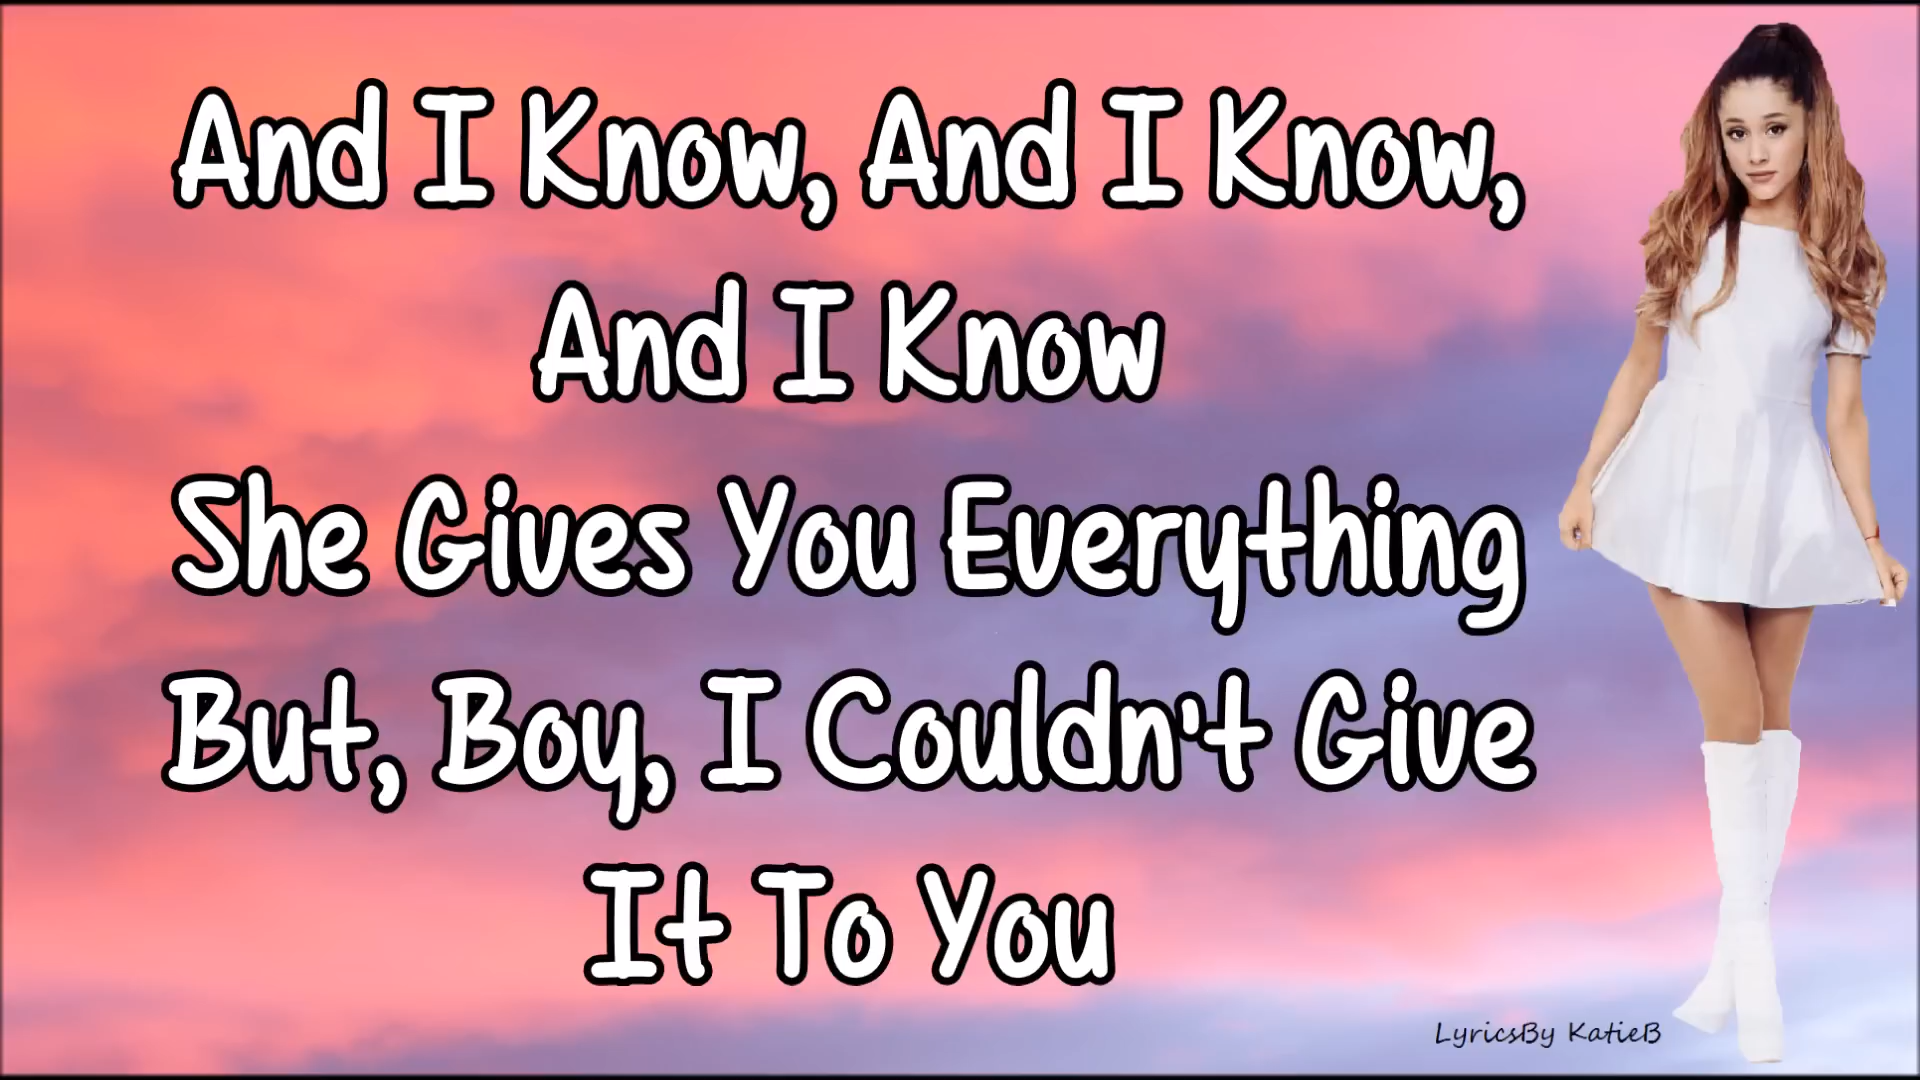 And I Know, And I Know,
And I Know
She Gives You Everything
But, Boy, I Couldn't Give
It To You
LyricsBy KatieB